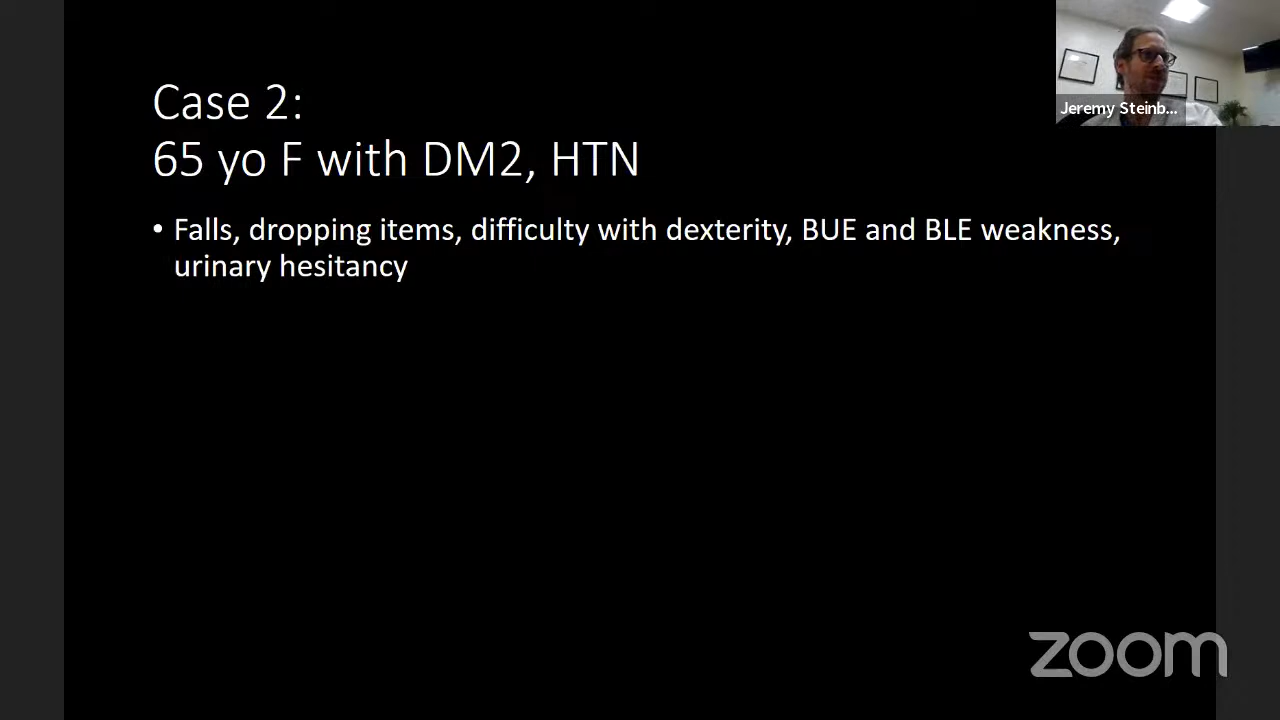 Jeremy Steinb...
Case 2:
65 yo F with DM2, HTN
• Falls, dropping items, difficulty with dexterity, BUE and BLE weakness,
urinary hesitancy
zoom